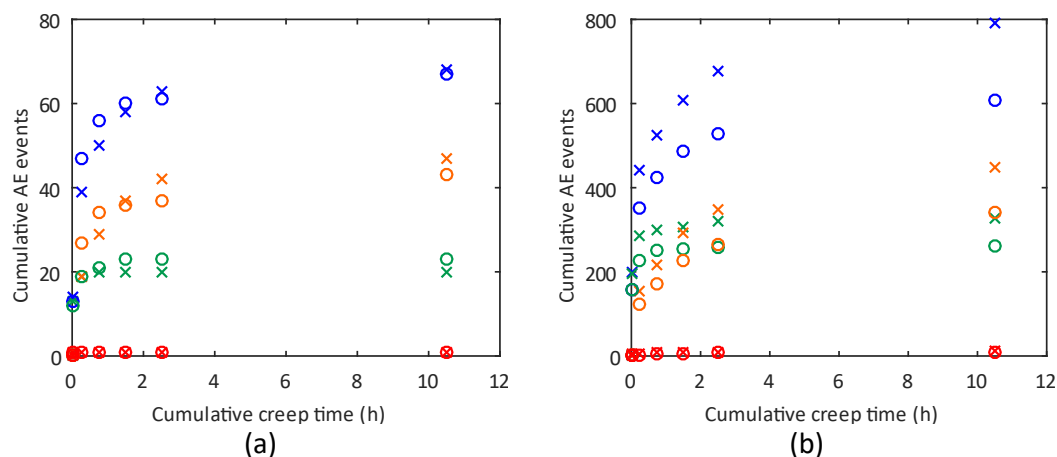 80
60
40
20
0
0 2 4 6 8 10 12
Cumulative AE events
Cumulative creep time (h)
(a)
800
600
400
200
0
0 2 4 6 8 10 12
Cumulative AE events
Cumulative creep time (h)
(b)